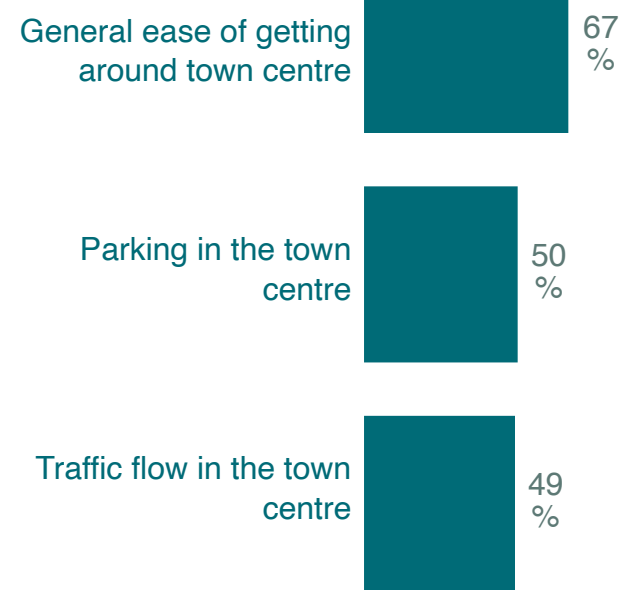 General ease of getting
around town centre
67
%
Parking in the town
centre
50
%
Traffic flow in the town
centre
49
%